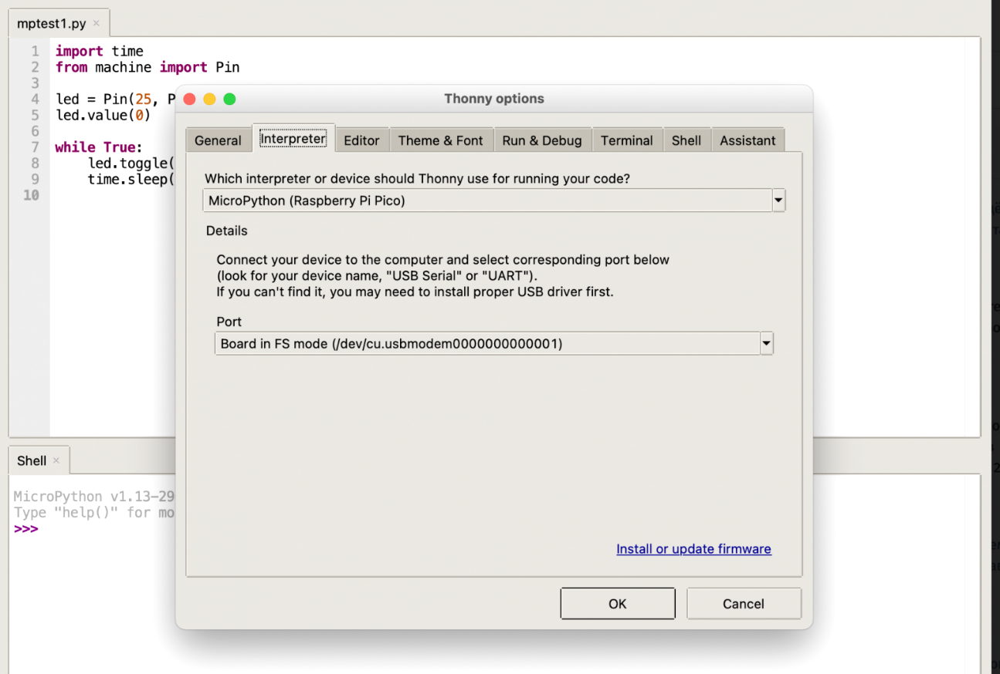 mptest1.py ×
1 import time
2 from machine import Pin
3
4 led = Pin(25, P
5 led.value(0)
6
7 while True:
8 led.toggle(
9 time.sleep(
10
Thonny options
General Interpreter Editor Theme & Font Run & Debug Terminal Shell Assistant
Which interpreter or device should Thonny use for running your code?
MicroPython (Raspberry Pi Pico)
Details
Connect your device to the computer and select corresponding port below
(look for your device name, "USB Serial" or "UART").
If you can't find it, you may need to install proper USB driver first.
Port
Board in FS mode (/dev/cu.usbmodem0000000000001)
Install or update firmware
OK Cancel
Shell ×
MicroPython v1.13-29
Type "help()" for mo
>>>